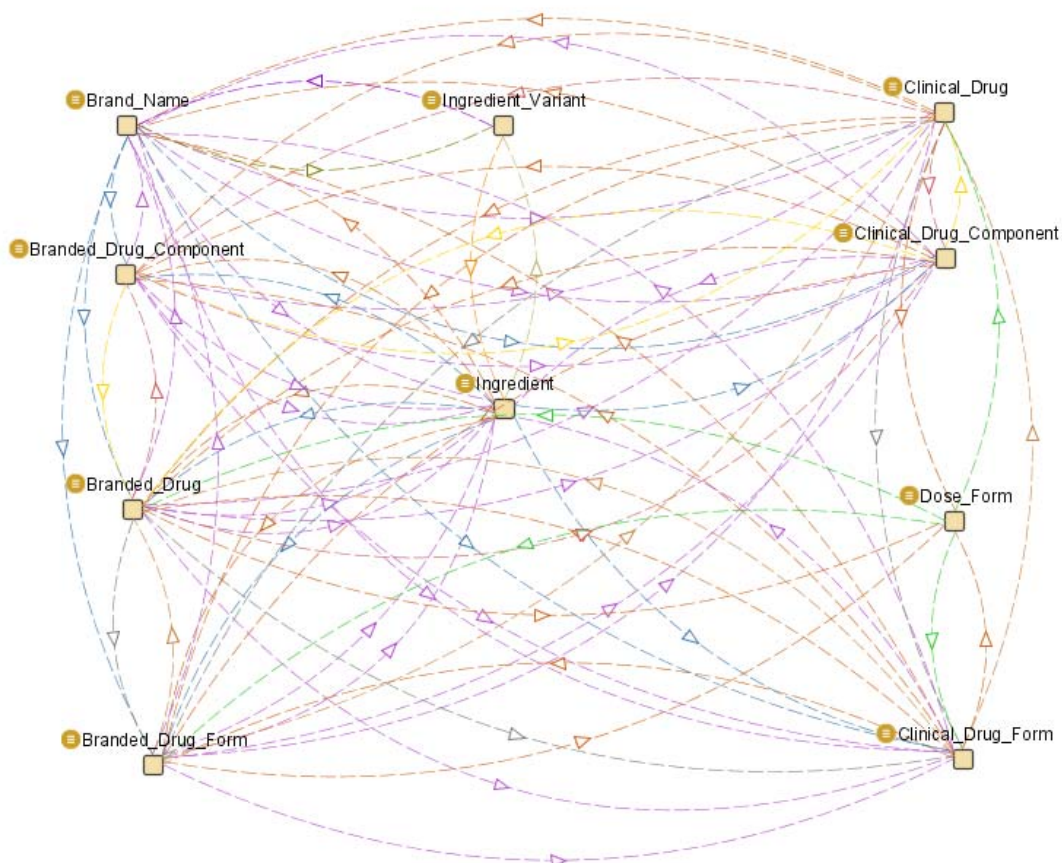 Brand_Name
Ingredient_Variant
Clinical_Drug
Branded_Drug_Component
Clinical_Drug_Component
Ingredient
Branded_Drug
Dose_Form
Branded_Drug_Form
Clinical_Drug_Form